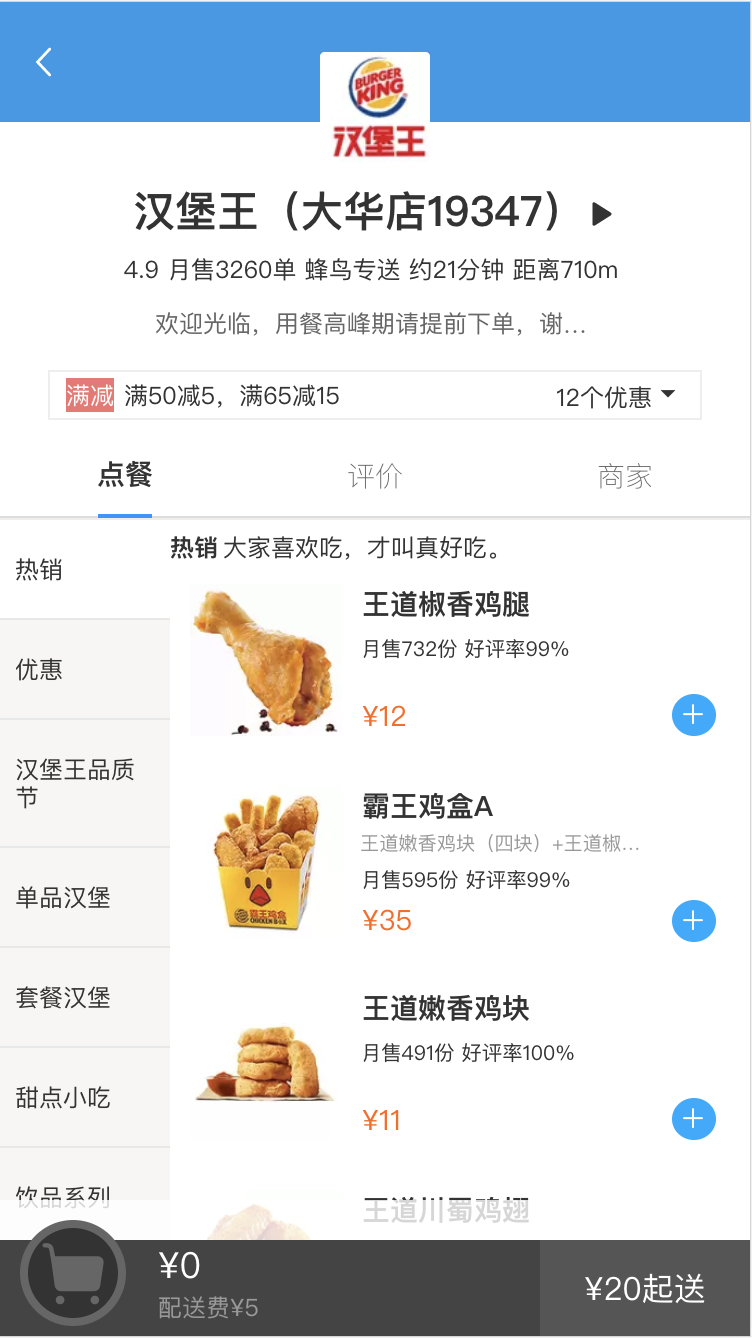 BURGER
KING
汉堡王
汉堡王（大华店19347）
4.9 月售3260单 蜂鸟专送 约21分钟 距离710m
欢迎光临，用餐高峰期请提前下单，谢...
满减 满50减5，满65减15
12个优惠
点餐
评价
商家
热销
优惠
汉堡王品质
节
单品汉堡
套餐汉堡
甜点小吃
饮品系列
热销 大家喜欢吃，才叫真好吃。
王道椒香鸡腿
月售732份 好评率99%
¥12
霸王鸡盒A
王道嫩香鸡块（四块）+王道椒...
月售595份 好评率99%
¥35
霸王鸡盒
CHICKEN BOX
王道嫩香鸡块
月售491份 好评率100%
¥11
王道川蜀鸡翅
¥0
配送费¥5
¥20起送